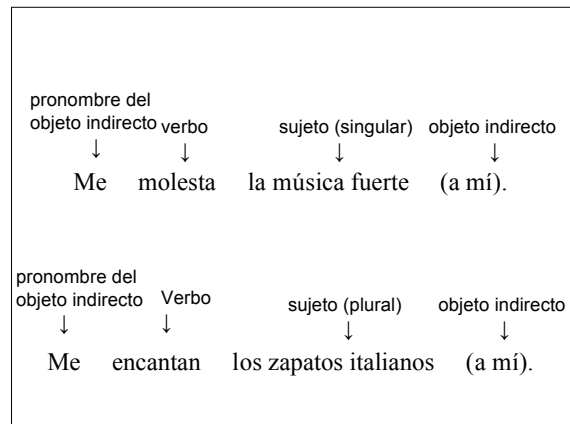 pronombre del
objeto indirecto verbo sujeto (singular) objeto indirecto
↓ ↓ ↓ ↓
Me molesta la música fuerte (a mí).
pronombre del
objeto indirecto Verbo sujeto (plural) objeto indirecto
↓ ↓ ↓ ↓
Me encantan los zapatos italianos (a mí).